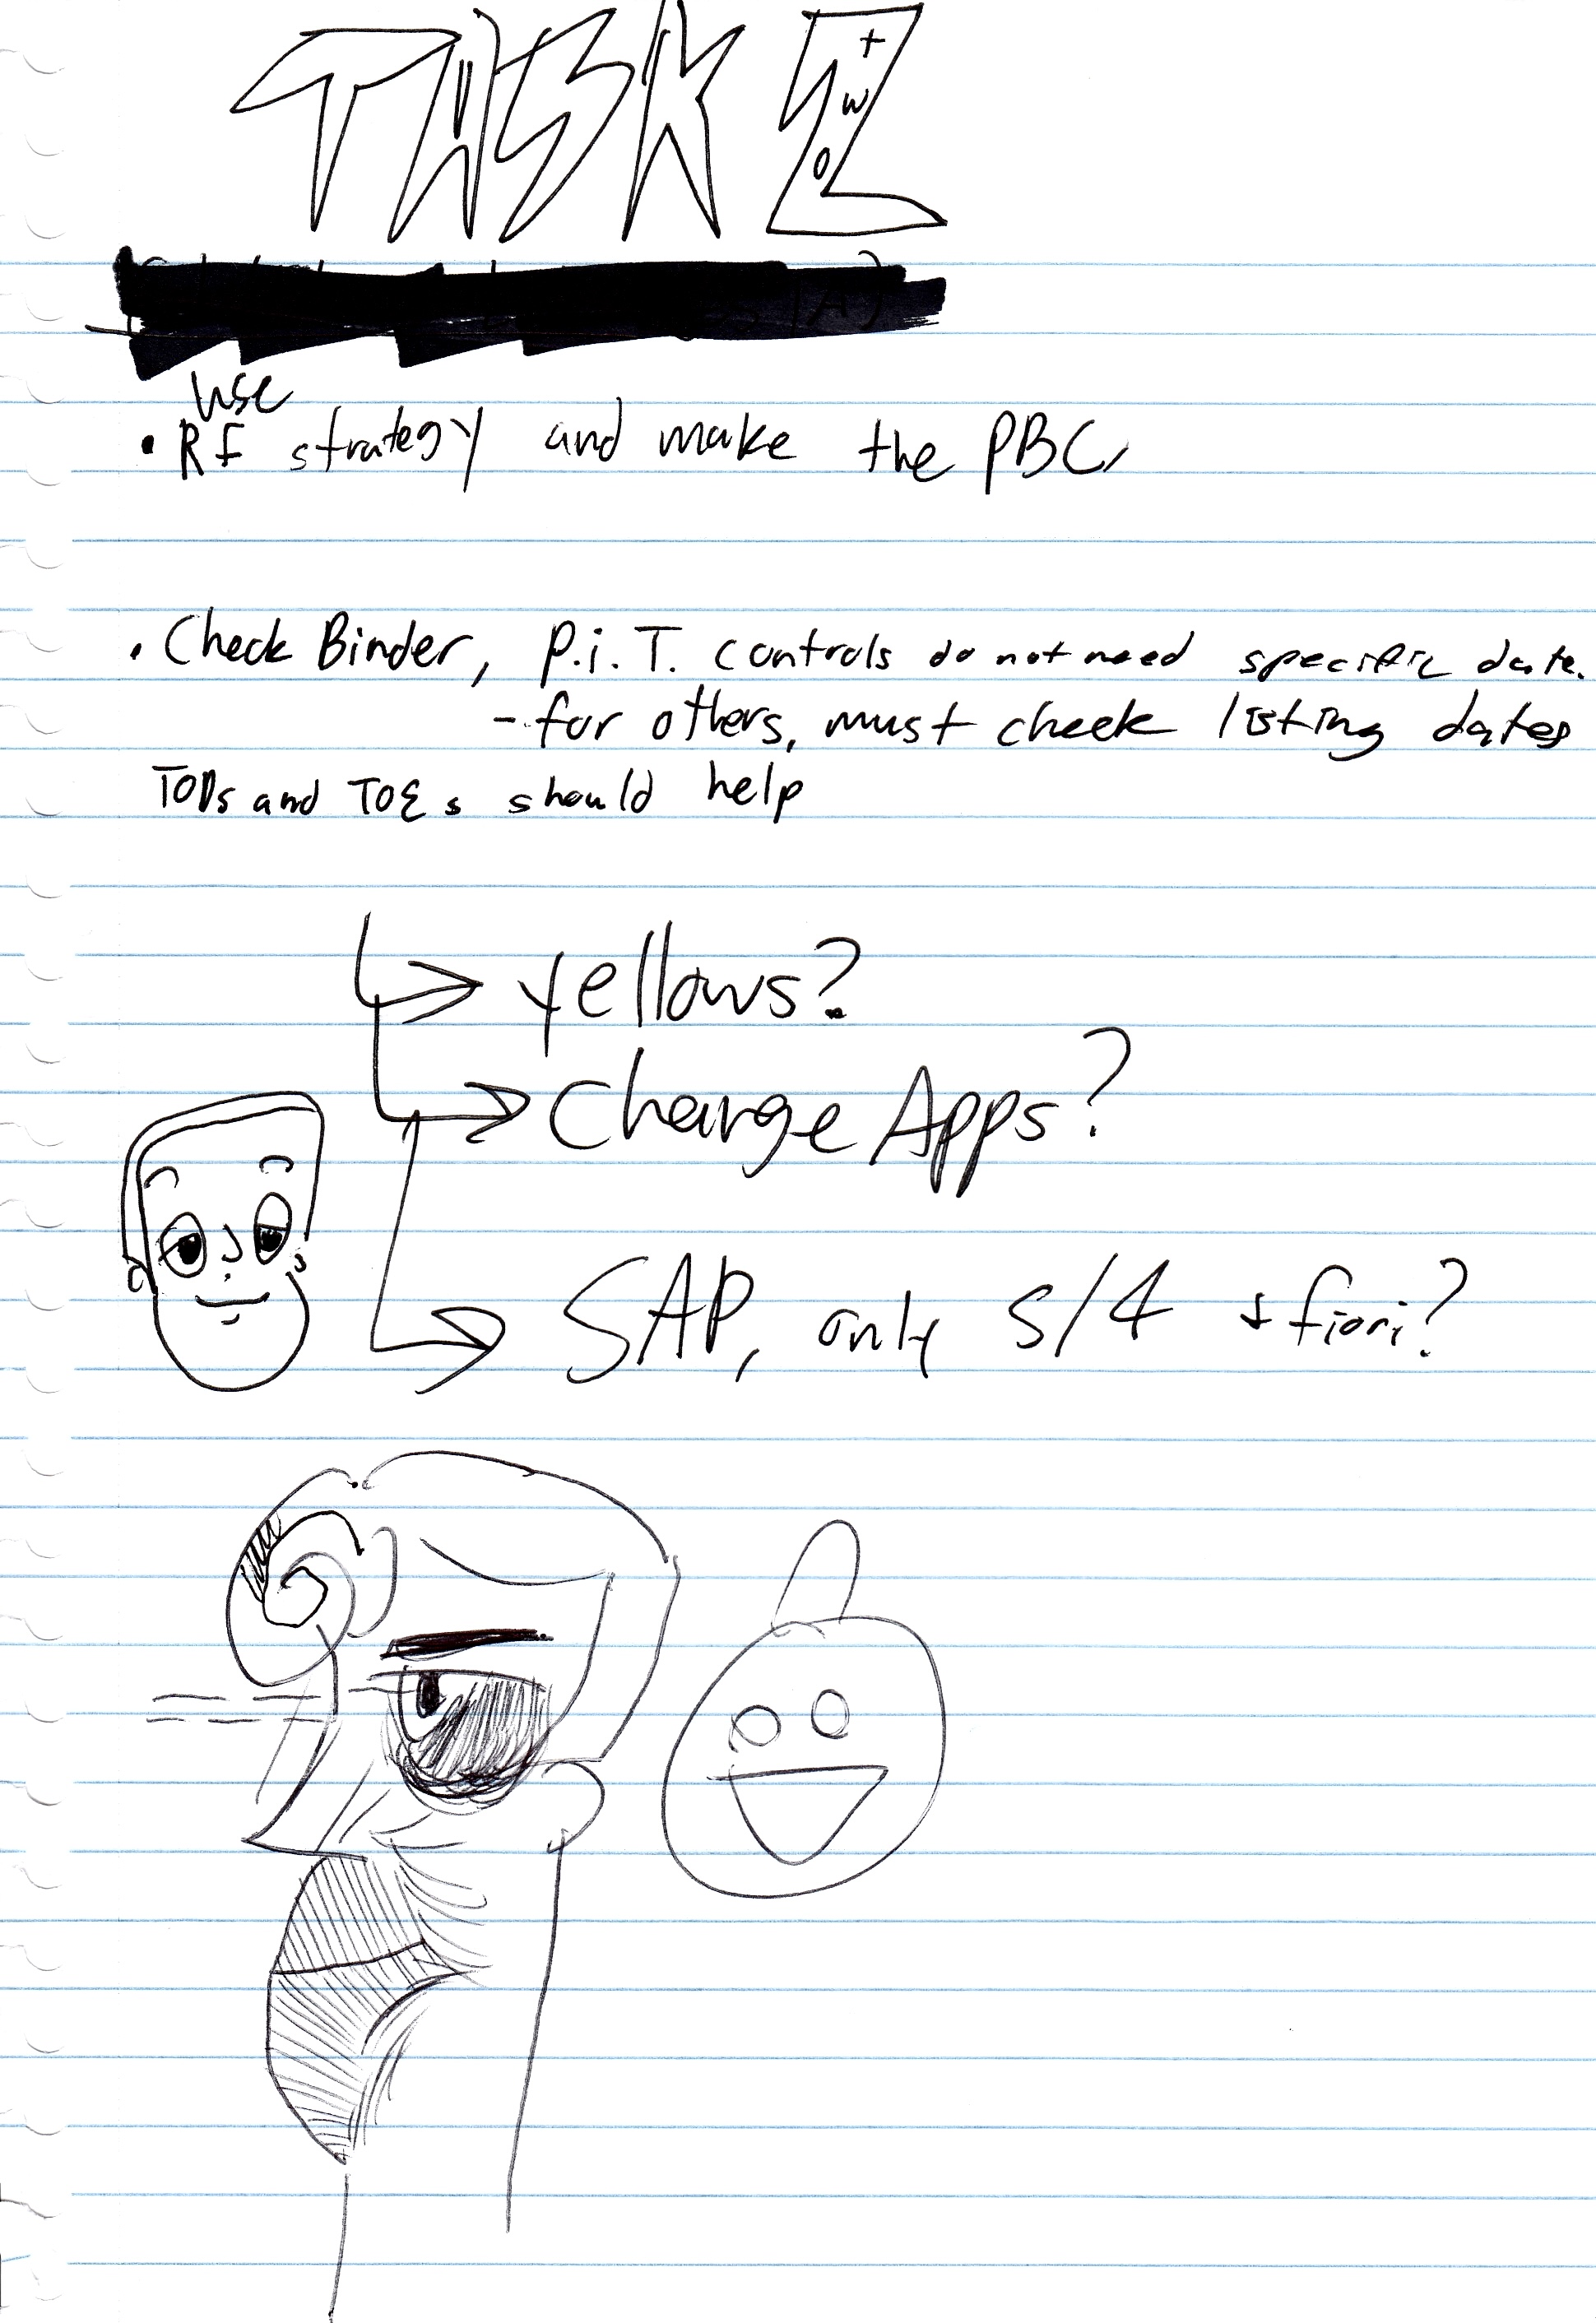 TASK 2
two
use
• RF strategy and make the PBC,
• Check Binder, P.i.T. controls do not need specific date.
- for others, must check listing dates
TODs and TOEs should help
yellows?
Change Apps?
SAP, only S/4 + fiori?